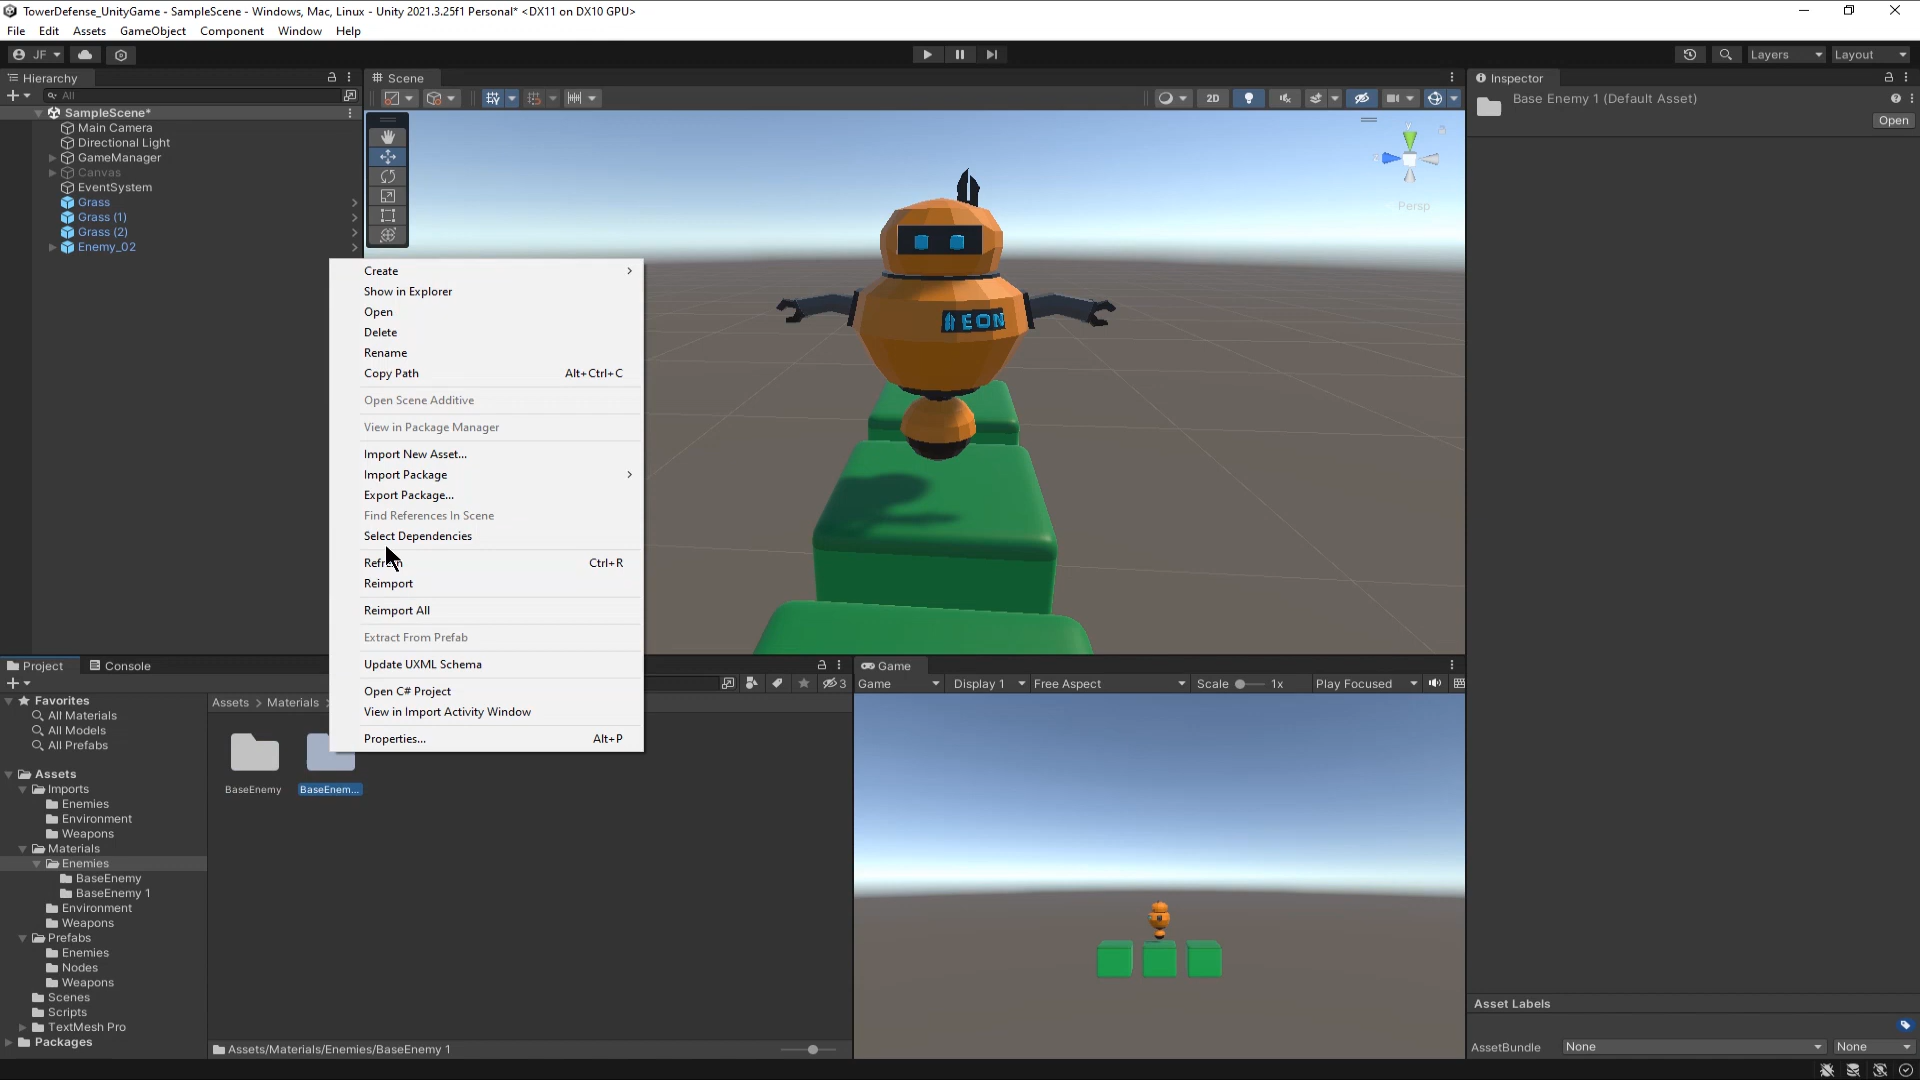 TowerDefense_UnityGame - SampleScene - Windows, Mac, Linux - Unity 2021.3.25f1 Personal* <DX11 on DX10 GPU>
File Edit Assets GameObject Component Window Help
JF Layers Layout
Hierarchy
All
SampleScene*
Main Camera
Directional Light
GameManager
Canvas
EventSystem
Grass
Grass (1)
Grass (2)
Enemy_02
Scene
2D
Persp
EON
Inspector
Base Enemy 1 (Default Asset)
Open
Create
Show in Explorer
Open
Delete
Rename
Copy Path Alt+Ctrl+C
Open Scene Additive
View in Package Manager
Import New Asset...
Import Package
Export Package...
Find References In Scene
Select Dependencies
Refresh Ctrl+R
Reimport
Reimport All
Extract From Prefab
Update UXML Schema
Open C# Project
View in Import Activity Window
Properties... Alt+P
Project Console
3
Favorites
All Materials
All Models
All Prefabs
Assets
Imports
Enemies
Environment
Weapons
Materials
Enemies
BaseEnemy
BaseEnemy 1
Environment
Weapons
Prefabs
Enemies
Nodes
Weapons
Scenes
Scripts
TextMesh Pro
Packages
Assets > Materials >
BaseEnemy BaseEnem...
Assets/Materials/Enemies/BaseEnemy 1
Game
Game Display 1 Free Aspect Scale 1x Play Focused
Asset Labels
AssetBundle None None